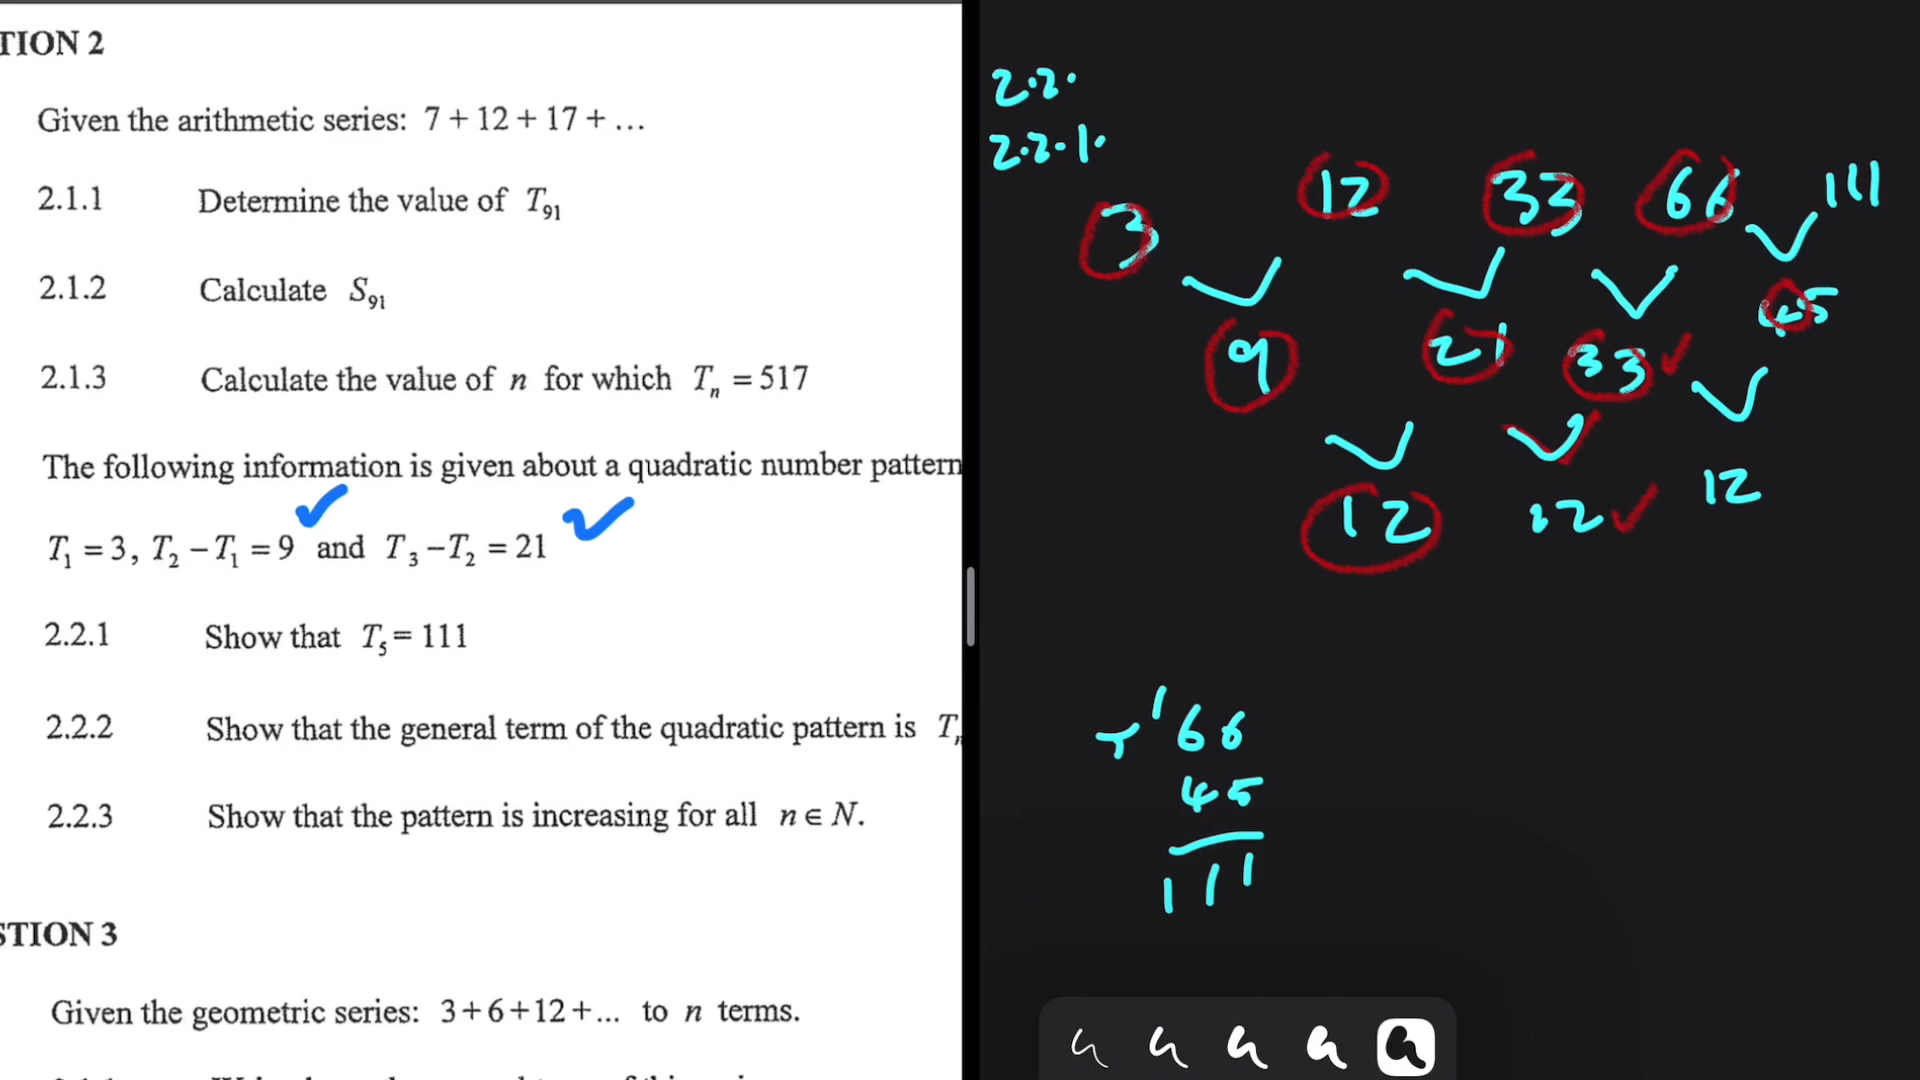 TION 2
Given the arithmetic series: 7 + 12 + 17 + ...
2.1.1 Determine the value of T₉₁
2.1.2 Calculate S₉₁
2.1.3 Calculate the value of n for which Tₙ = 517
The following information is given about a quadratic number pattern
T₁ = 3, T₂ − T₁ = 9 and T₃ − T₂ = 21
2.2.1 Show that T₅ = 111
2.2.2 Show that the general term of the quadratic pattern is Tₙ
2.2.3 Show that the pattern is increasing for all n ∈ N.
STION 3
Given the geometric series: 3 + 6 + 12 + ... to n terms.
2.2.
2.2.1.
3 12 33 66 111
9 21 33 45
12 12 12
+ 1 66
45
111